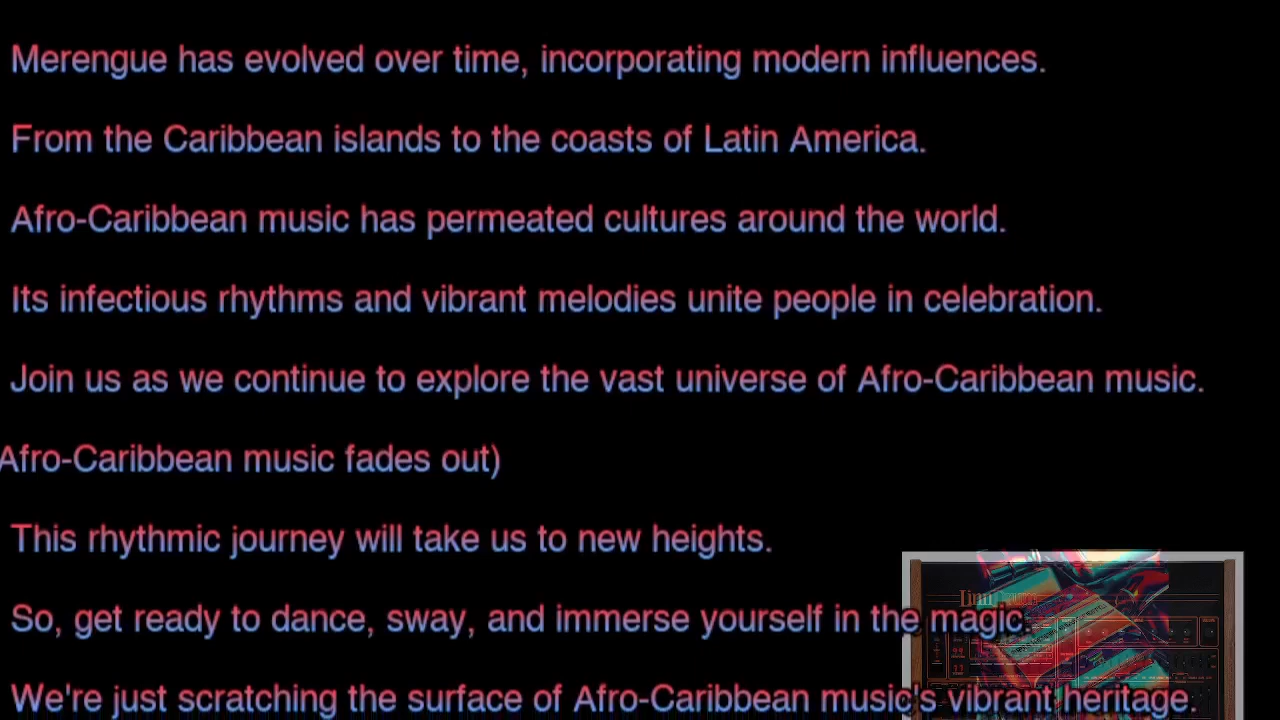 Merengue has evolved over time, incorporating modern influences.
From the Caribbean islands to the coasts of Latin America.
Afro-Caribbean music has permeated cultures around the world.
Its infectious rhythms and vibrant melodies unite people in celebration.
Join us as we continue to explore the vast universe of Afro-Caribbean music.
Afro-Caribbean music fades out)
This rhythmic journey will take us to new heights.
So, get ready to dance, sway, and immerse yourself in the magic.
We're just scratching the surface of Afro-Caribbean music's vibrant heritage.